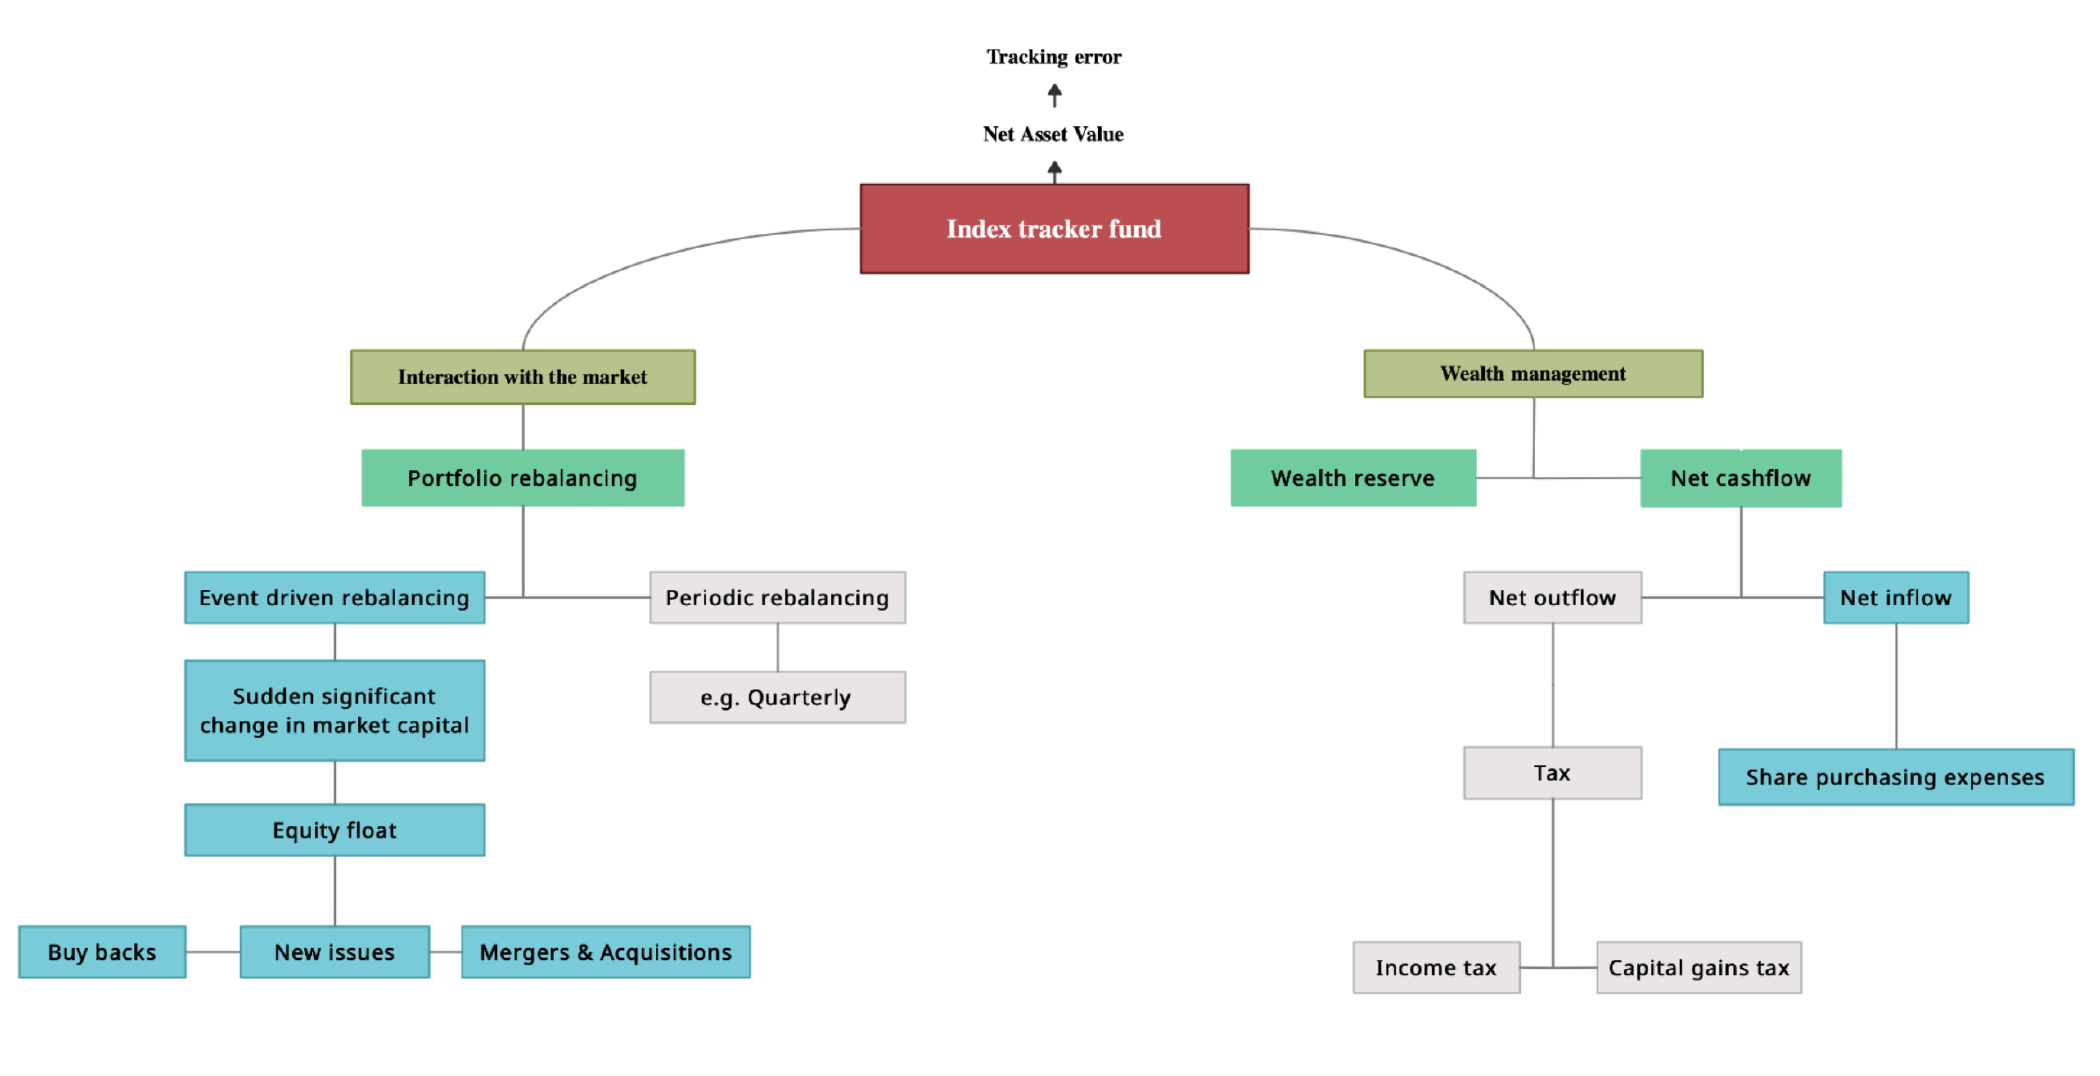 Tracking error
Net Asset Value
Index tracker fund
Interaction with the market
Wealth management
Portfolio rebalancing
Wealth reserve
Net cashflow
Event driven rebalancing
Periodic rebalancing
Net outflow
Net inflow
Sudden significant
change in market capital
e.g. Quarterly
Tax
Share purchasing expenses
Equity float
Buy backs
New issues
Mergers & Acquisitions
Income tax
Capital gains tax